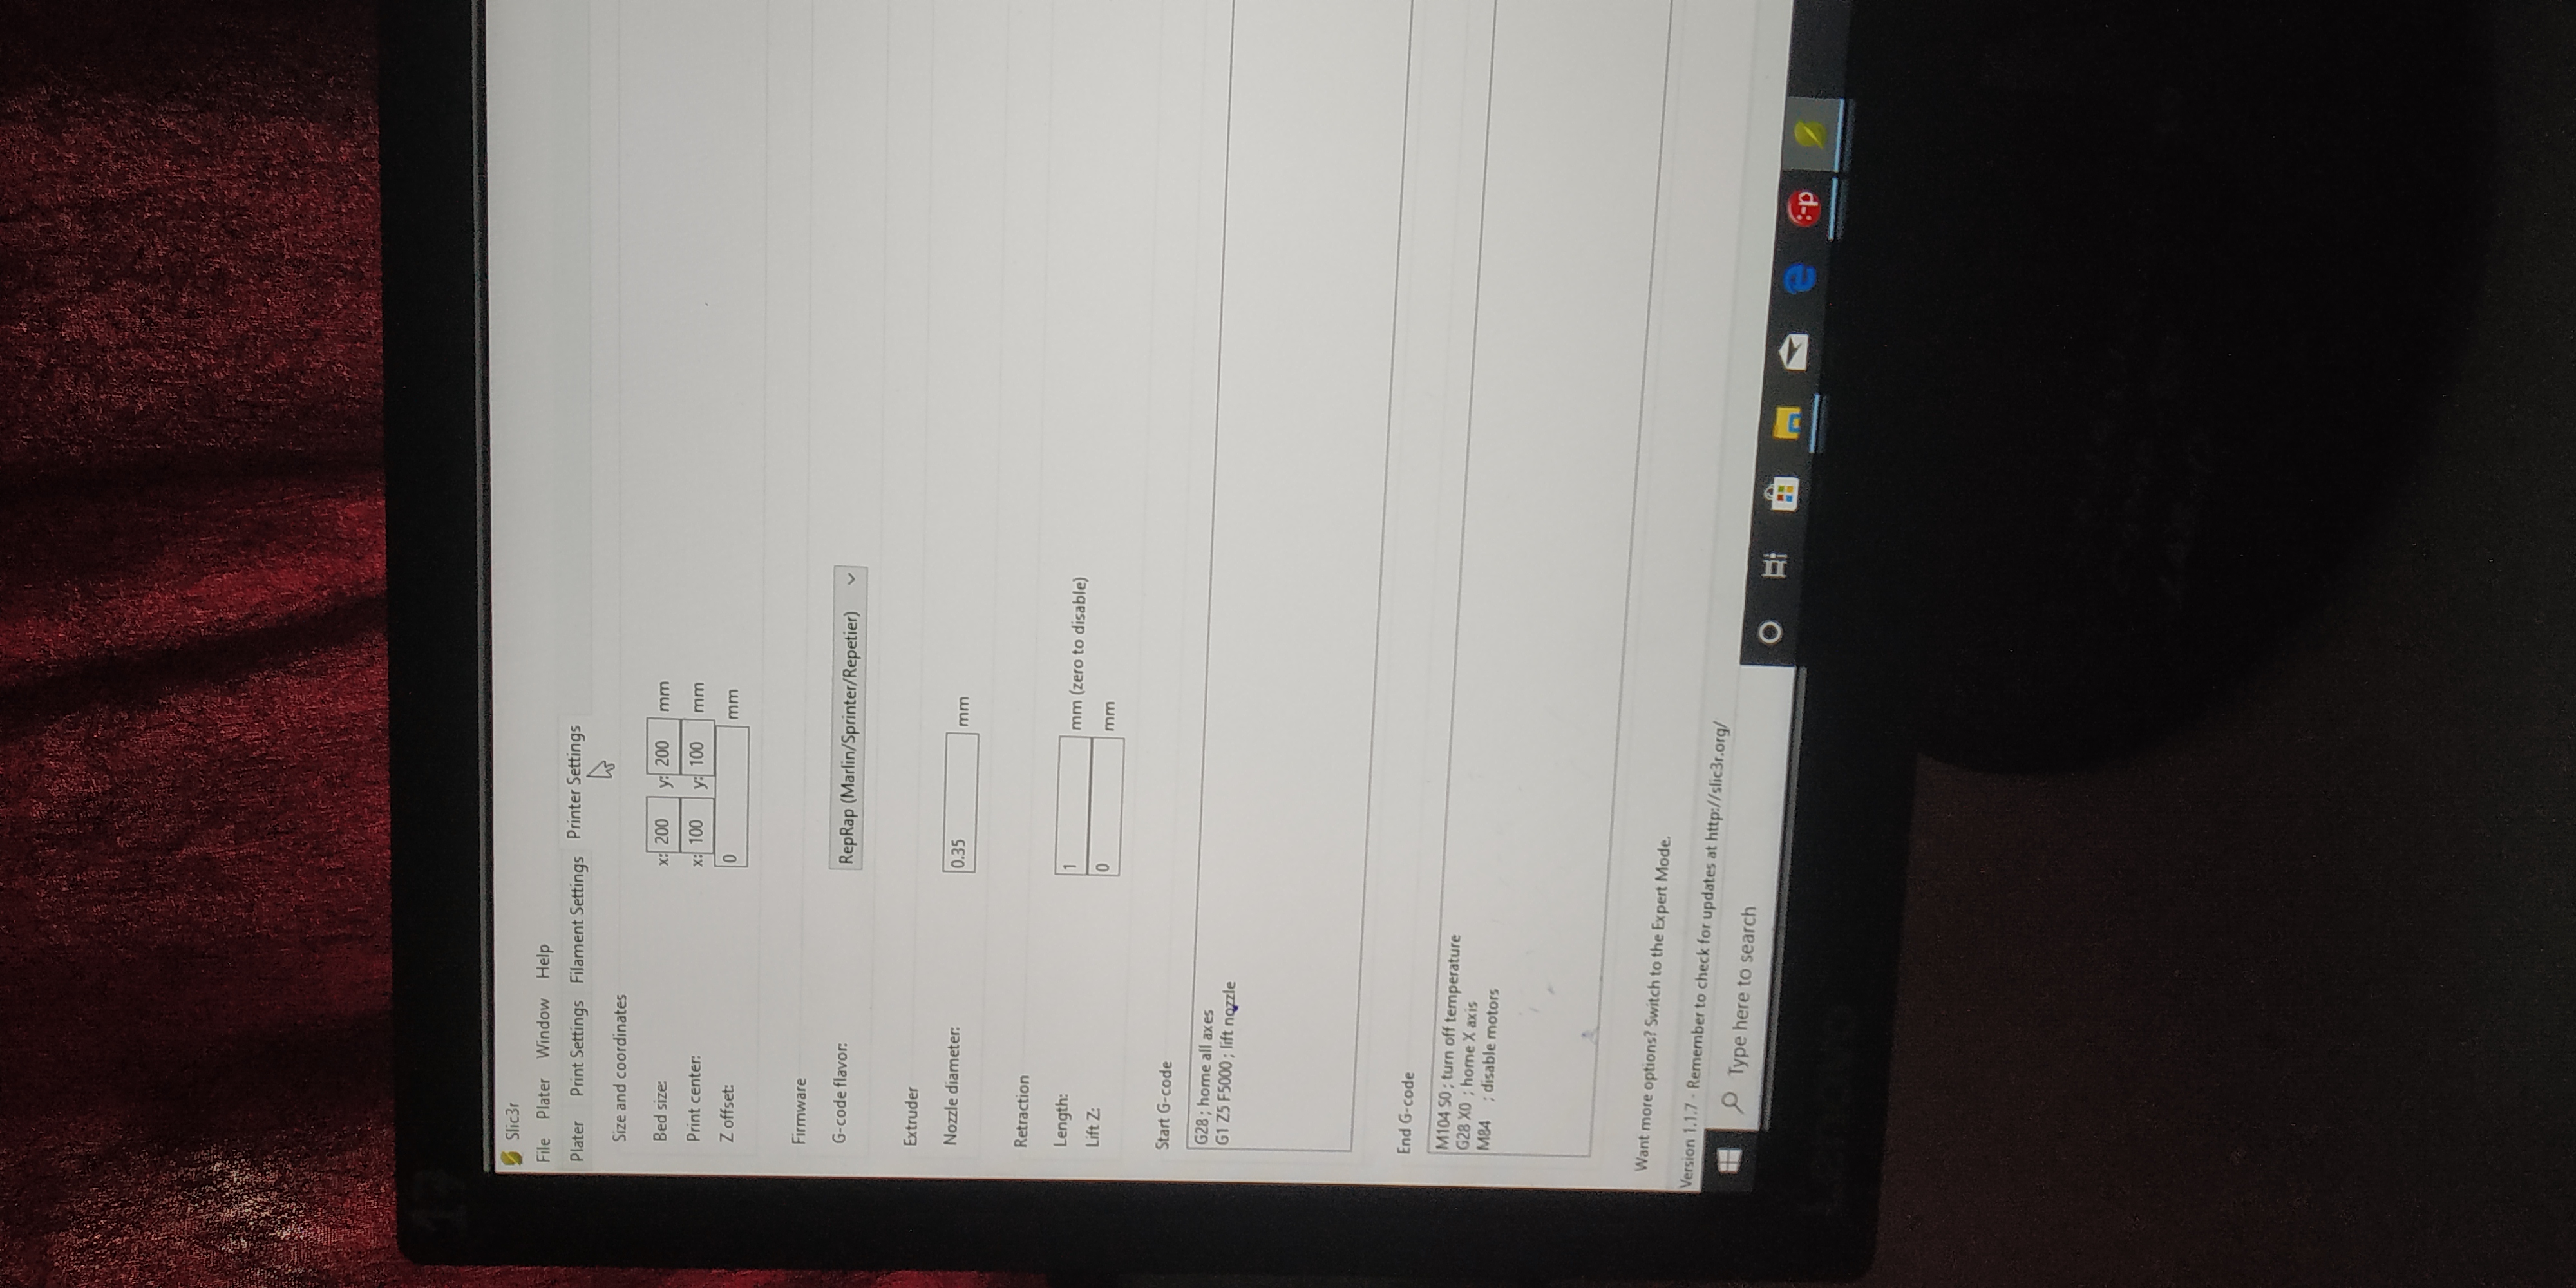 17
Slic3r
File Plater Window Help
Plater Print Settings Filament Settings Printer Settings
Size and coordinates
Bed size: x: 200 y: 200 mm
Print center: x: 100 y: 100 mm
Z offset: 0 mm
Firmware
G-code flavor: RepRap (Marlin/Sprinter/Repetier)
Extruder
Nozzle diameter: 0.35 mm
Retraction
Length: 1 mm (zero to disable)
Lift Z: 0 mm
Start G-code
G28 ; home all axes
G1 Z5 F5000 ; lift nozzle
End G-code
M104 S0 ; turn off temperature
G28 X0 ; home X axis
M84 ; disable motors
Want more options? Switch to the Expert Mode.
Version 1.1.7 - Remember to check for updates at http://slic3r.org/
Type here to search
:-p